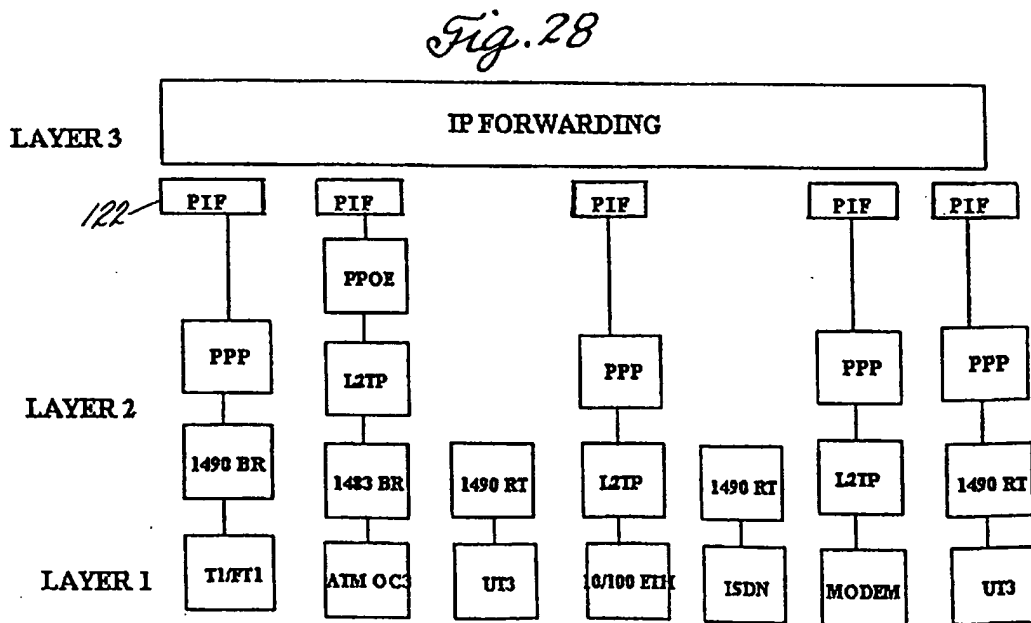 Fig. 28
LAYER 3
IP FORWARDING
122
PIF PIF PIF PIF PIF
PPOE
PPP L2TP PPP PPP PPP
LAYER 2
1490 BR 1483 BR 1490 RT L2TP 1490 RT L2TP 1490 RT
LAYER 1
T1/FT1 ATM OC3 UT3 10/100 ETH ISDN MODEM UT3